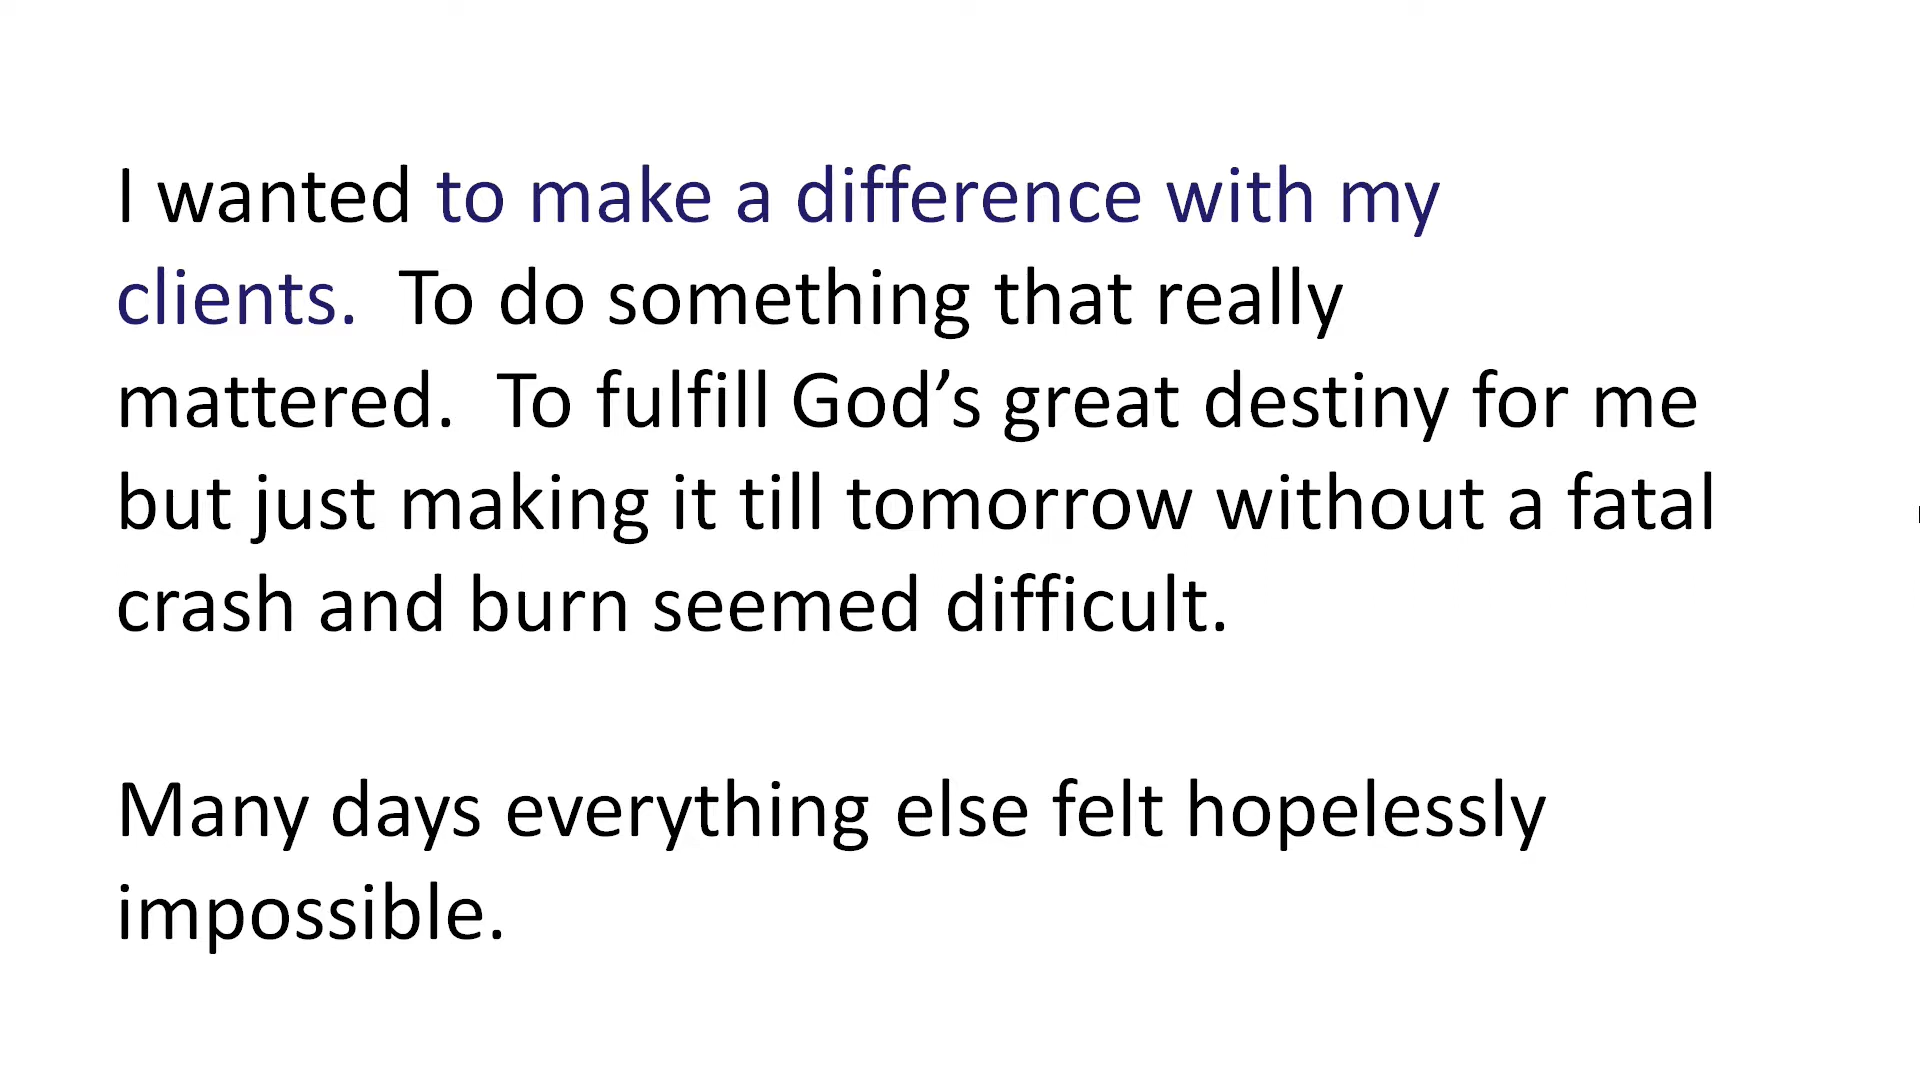 I wanted to make a difference with my
clients.  To do something that really
mattered.  To fulfill God’s great destiny for me
but just making it till tomorrow without a fatal
crash and burn seemed difficult.
Many days everything else felt hopelessly
impossible.